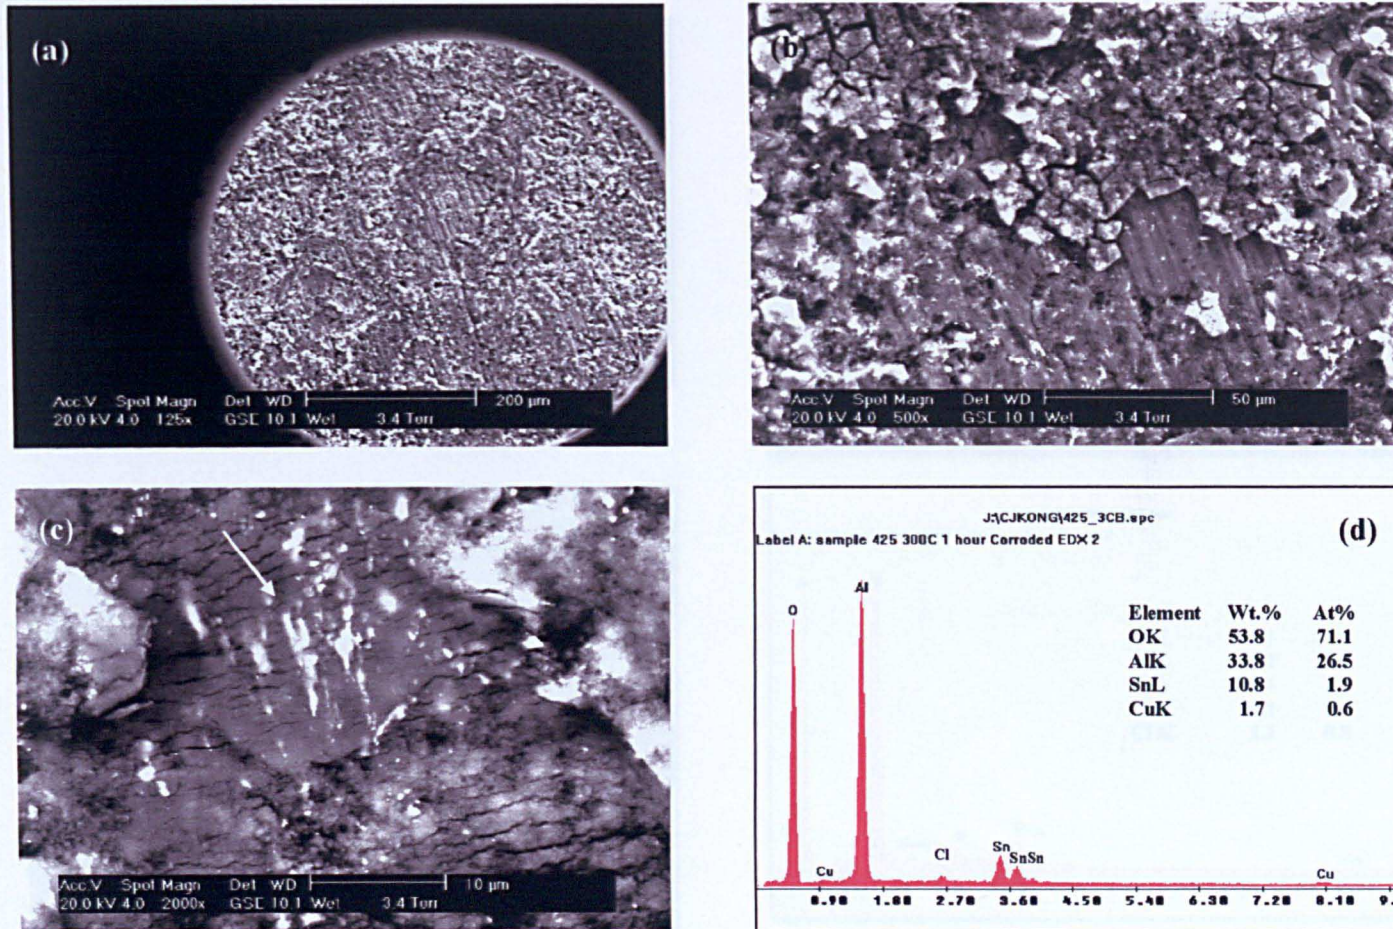 (a)
Acc.V Spot Magn Det WD 200 µm
20.0 kV 4.0 125x GSE 10.1 Wet 3.4 Torr
(b)
Acc.V Spot Magn Det WD 50 µm
20.0 kV 4.0 500x GSE 10.1 Wet 3.4 Torr
(c)
Acc.V Spot Magn Det WD 10 µm
20.0 kV 4.0 2000x GSE 10.1 Wet 3.4 Torr
J:\CJKONG\425_3CB.spc
(d)
Label A: sample 425 300C 1 hour Corroded EDX 2
Element Wt.% At%
OK 53.8 71.1
AlK 33.8 26.5
SnL 10.8 1.9
CuK 1.7 0.6
O
Cu
Al
Cl
Sn
SnSn
Cu
0.90 1.80 2.70 3.60 4.50 5.40 6.30 7.20 8.10